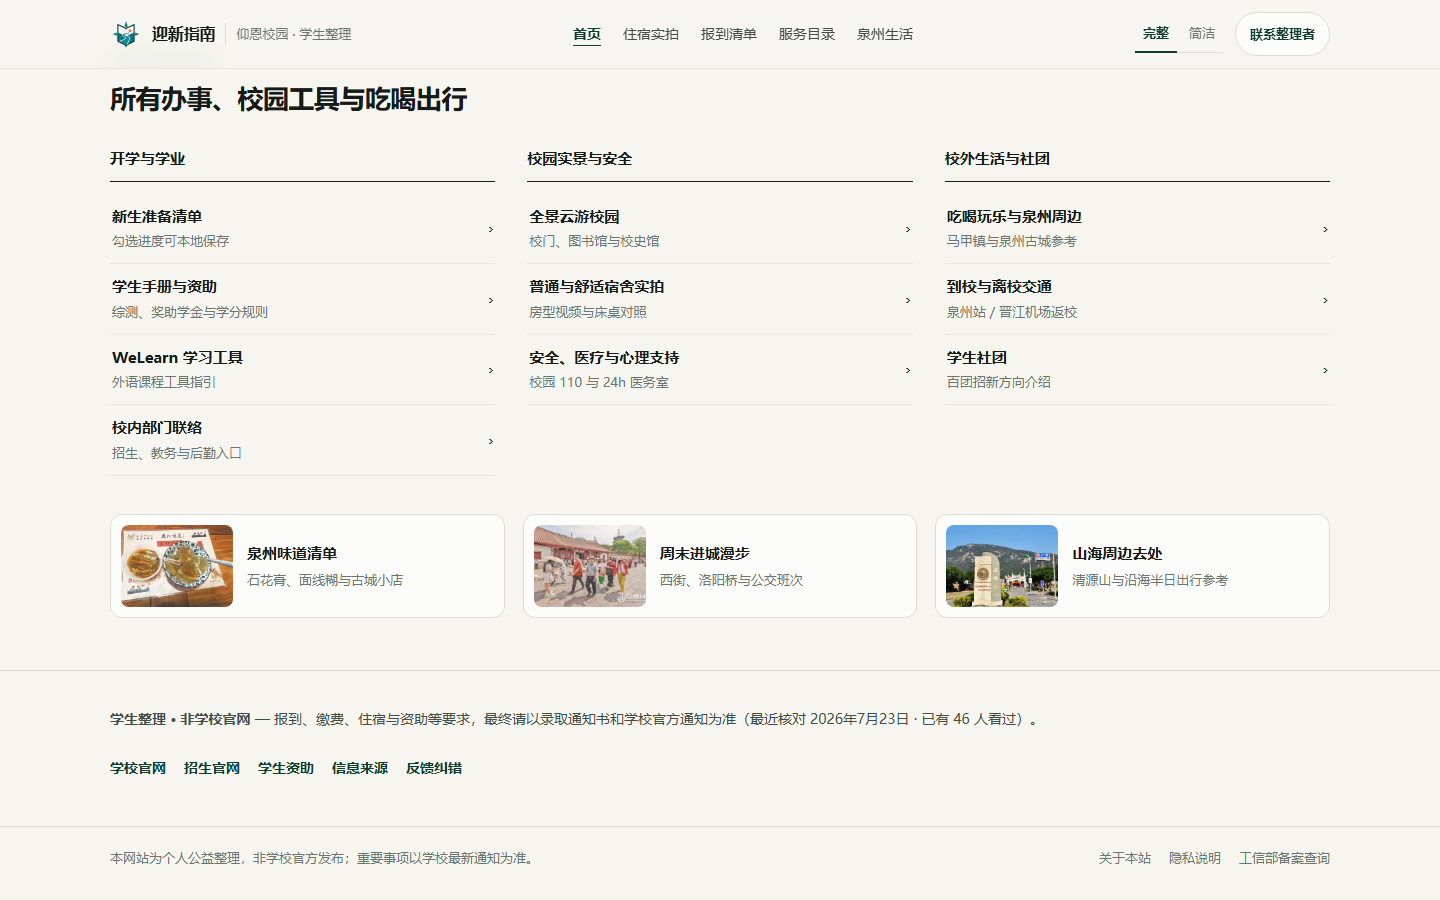 迎新指南
仰恩校园 · 学生整理
首页
住宿实拍
报到清单
服务目录
泉州生活
完整
简洁
联系整理者
所有办事、校园工具与吃喝出行
开学与学业
新生准备清单
勾选进度可本地保存
›
学生手册与资助
综测、奖助学金与学分规则
›
WeLearn 学习工具
外语课程工具指引
›
校内部门联络
招生、教务与后勤入口
›
校园实景与安全
全景云游校园
校门、图书馆与校史馆
›
普通与舒适宿舍实拍
房型视频与床桌对照
›
安全、医疗与心理支持
校园 110 与 24h 医务室
›
校外生活与社团
吃喝玩乐与泉州周边
马甲镇与泉州古城参考
›
到校与离校交通
泉州站 / 晋江机场返校
›
学生社团
百团招新方向介绍
›
泉州味道清单
石花膏、面线糊与古城小店
周末进城漫步
西街、洛阳桥与公交班次
山海周边去处
清源山与沿海半日出行参考
学生整理 • 非学校官网 — 报到、缴费、住宿与资助等要求，最终请以录取通知书和学校官方通知为准（最近核对 2026年7月23日 · 已有 46 人看过）。
学校官网
招生官网
学生资助
信息来源
反馈纠错
本网站为个人公益整理，非学校官方发布；重要事项以学校最新通知为准。
关于本站
隐私说明
工信部备案查询